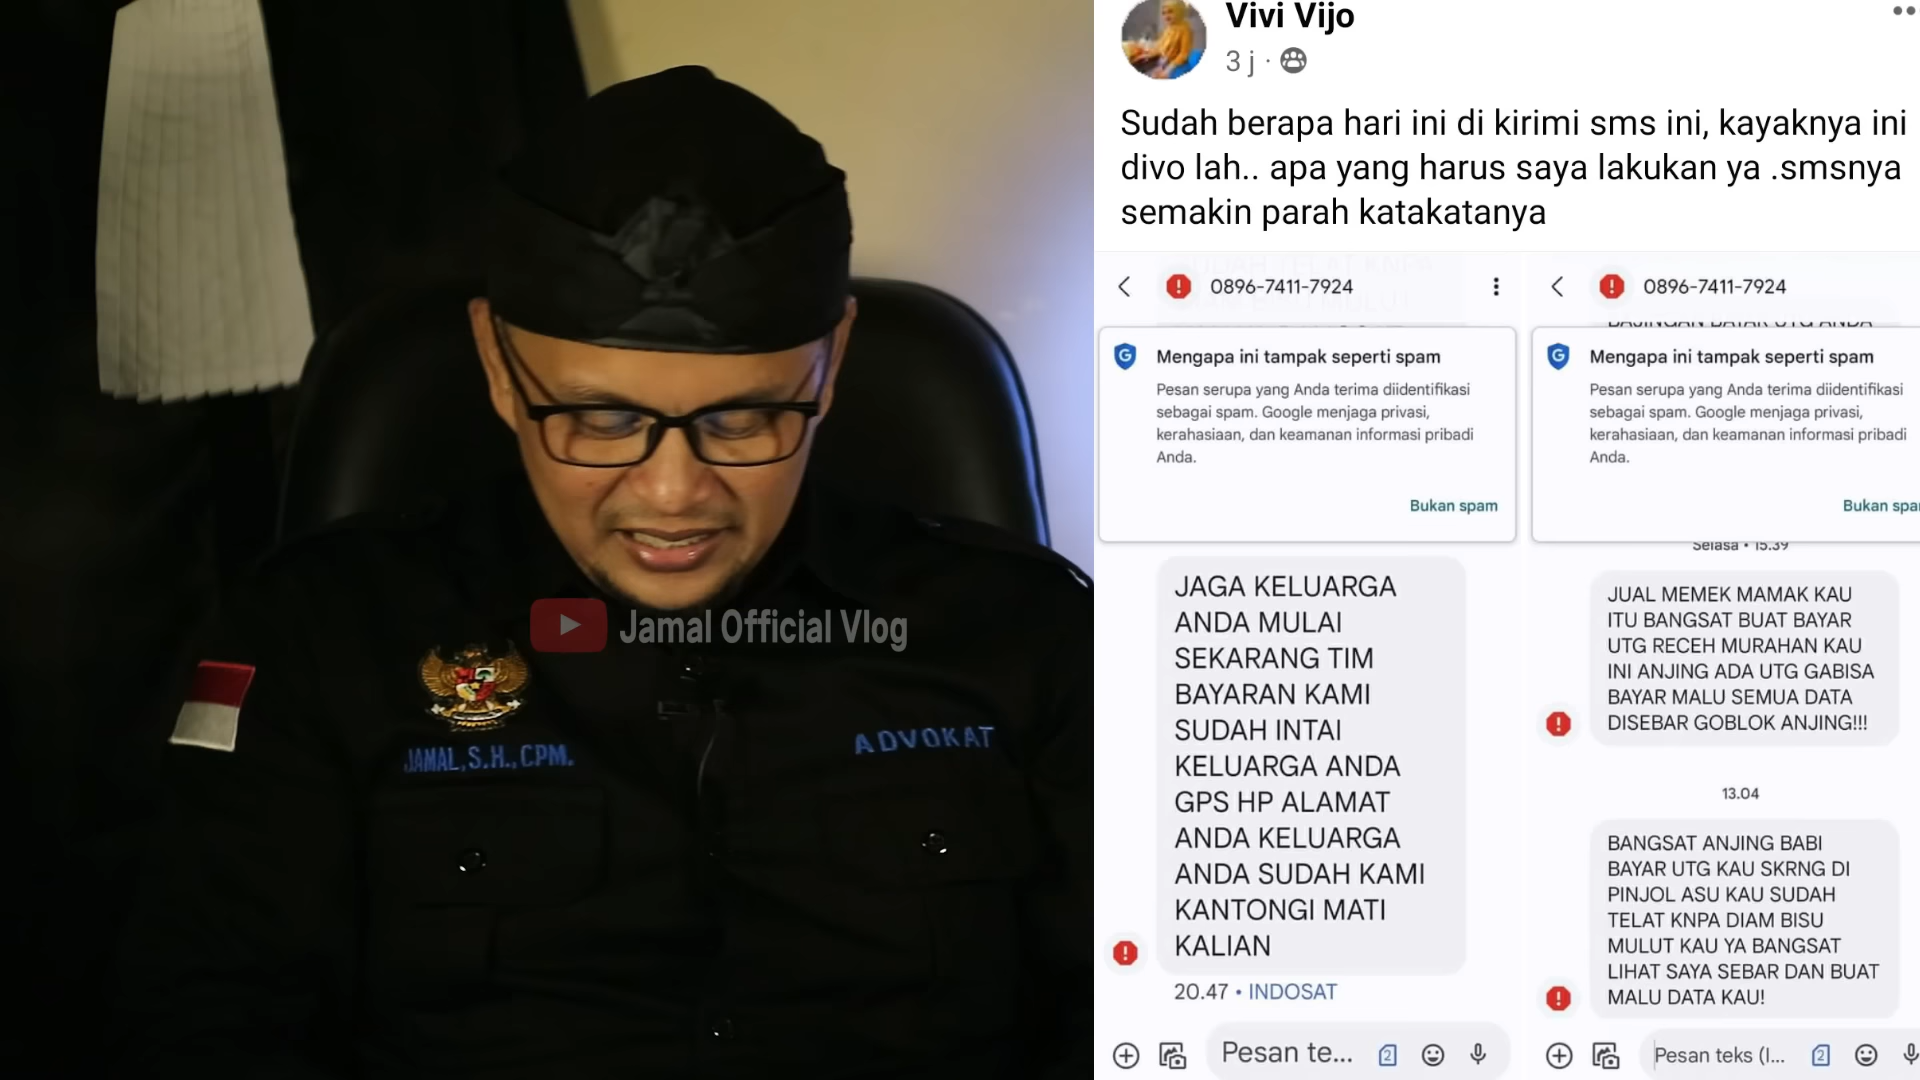 Jamal Official Vlog
JAMAL, S.H., CPM.
ADVOKAT
Vivi Vijo
3 j ·
Sudah berapa hari ini di kirimi sms ini, kayaknya ini
divo lah.. apa yang harus saya lakukan ya .smsnya
semakin parah katakatanya
0896-7411-7924
Mengapa ini tampak seperti spam
Pesan serupa yang Anda terima diidentifikasi
sebagai spam. Google menjaga privasi,
kerahasiaan, dan keamanan informasi pribadi
Anda.
Bukan spam
JAGA KELUARGA
ANDA MULAI
SEKARANG TIM
BAYARAN KAMI
SUDAH INTAI
KELUARGA ANDA
GPS HP ALAMAT
ANDA KELUARGA
ANDA SUDAH KAMI
KANTONGI MATI
KALIAN
20.47 • INDOSAT
Pesan te...
2
0896-7411-7924
Mengapa ini tampak seperti spam
Pesan serupa yang Anda terima diidentifikasi
sebagai spam. Google menjaga privasi,
kerahasiaan, dan keamanan informasi pribadi
Anda.
Bukan spa
Selasa • 15.39
JUAL MEMEK MAMAK KAU
ITU BANGSAT BUAT BAYAR
UTG RECEH MURAHAN KAU
INI ANJING ADA UTG GABISA
BAYAR MALU SEMUA DATA
DISEBAR GOBLOK ANJING!!!
13.04
BANGSAT ANJING BABI
BAYAR UTG KAU SKRNG DI
PINJOL ASU KAU SUDAH
TELAT KNPA DIAM BISU
MULUT KAU YA BANGSAT
LIHAT SAYA SEBAR DAN BUAT
MALU DATA KAU!
Pesan teks (I...
2